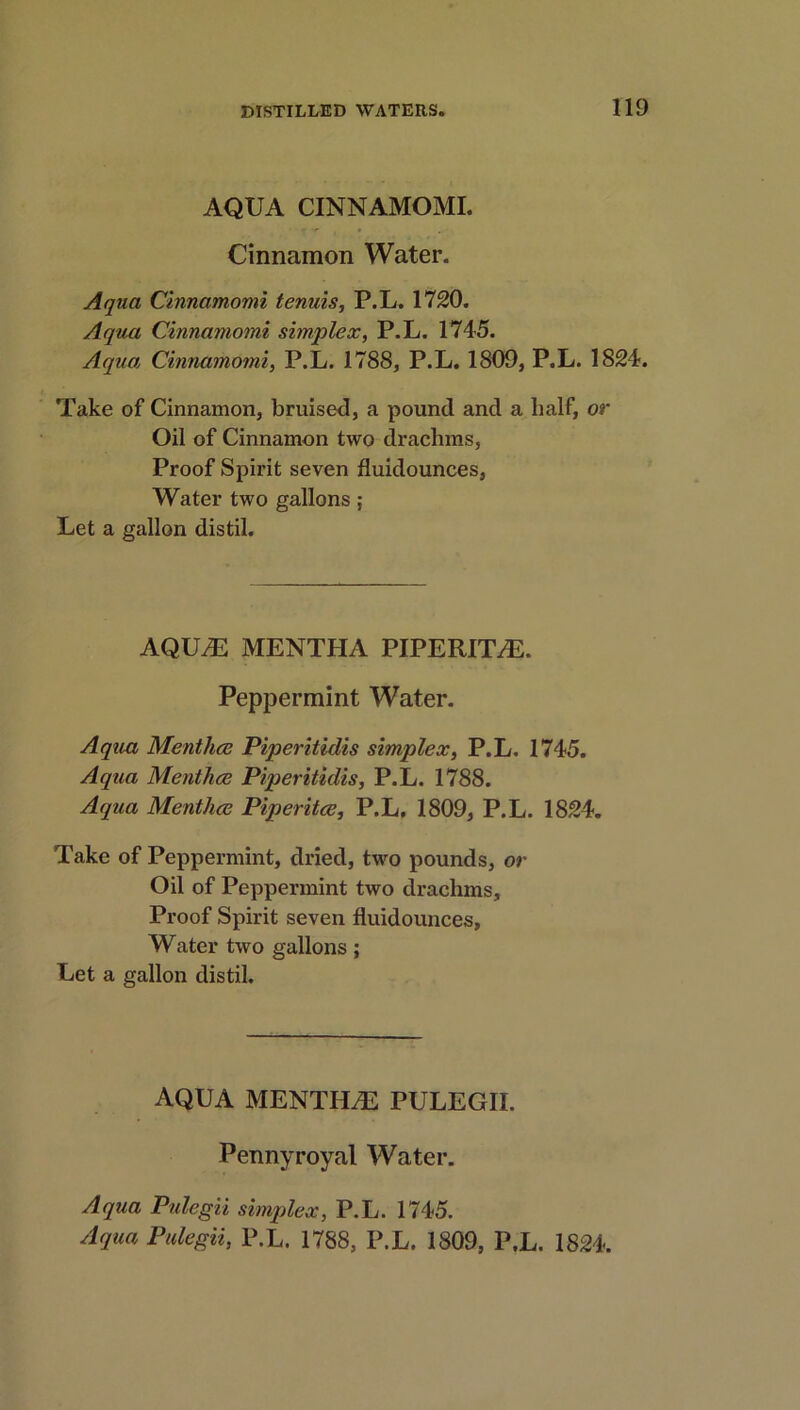 DISTILLED WATERS. 119
AQUA CINNAMOMI.
Cinnamon Water.
Aqua Cinnamomi tenuis, P.L. 1720.
Aqua Cinnamomi simplex, P.L. 1745.
Aqua Cinnamomi, P.L. 1788, P.L. 1809, P.L. 1824.
Take of Cinnamon, bruised, a pound and a half, or
Oil of Cinnamon two drachms,
Proof Spirit seven fluidounces,
Water two gallons ;
Let a gallon distil.
AQUÆ MENTHA PIPERITÆ.
Peppermint Water.
Aqua Menthæ Piperitidis simplex, P.L. 1745.
Aqua Menthæ Piperitidis, P.L. 1788.
Aqua Menthæ Piperitæ, P.L. 1809, P.L. 1824.
Take of Peppermint, dried, two pounds, or
Oil of Peppermint two drachms,
Proof Spirit seven fluidounces,
Water two gallons ;
Let a gallon distil.
AQUA MENTHÆ PULEGII.
Pennyroyal Water.
Aqua Pulegii simplex, P.L. 1745.
Aqua Pulegii, P.L. 1788, P.L. 1809, P.L. 1824.